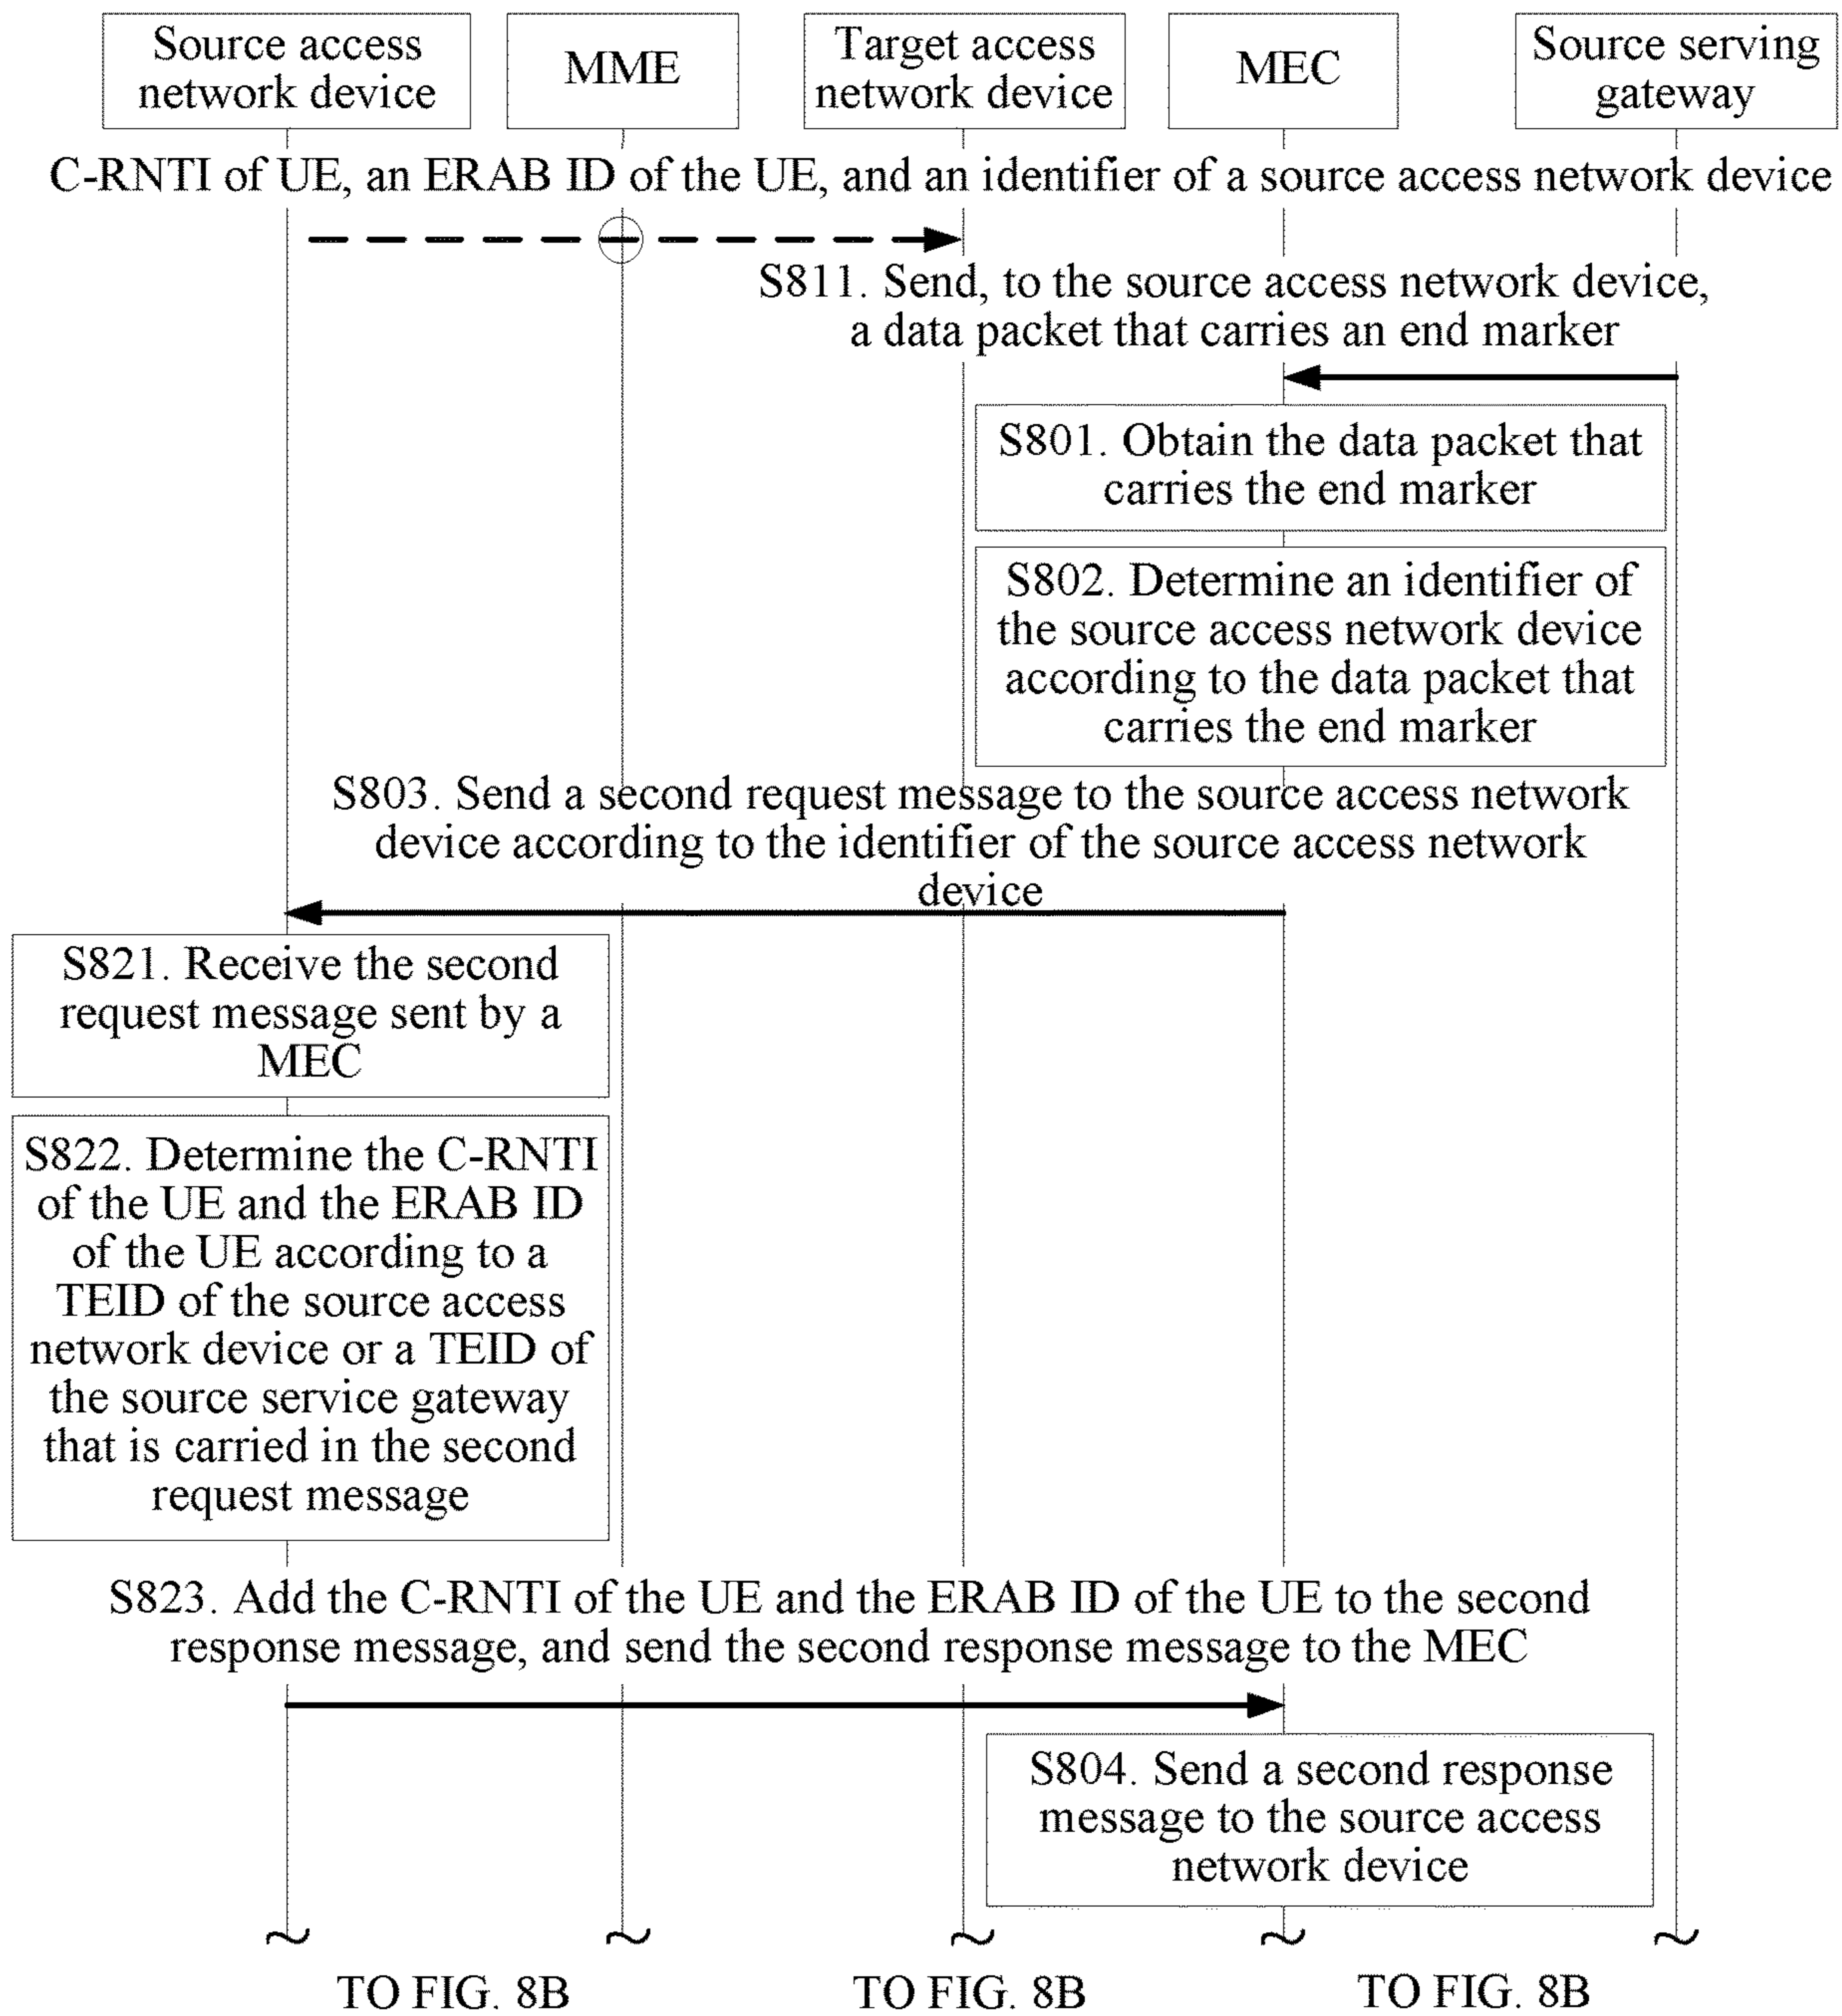 Source access
network device
MME
Target access
network device
MEC
Source serving
gateway
C-RNTI of UE, an ERAB ID of the UE, and an identifier of a source access network device
S811. Send, to the source access network device,
a data packet that carries an end marker
S801. Obtain the data packet that
carries the end marker
S802. Determine an identifier of
the source access network device
according to the data packet that
carries the end marker
S803. Send a second request message to the source access network
device according to the identifier of the source access network
device
S821. Receive the second
request message sent by a
MEC
S822. Determine the C-RNTI
of the UE and the ERAB ID
of the UE according to a
TEID of the source access
network device or a TEID of
the source service gateway
that is carried in the second
request message
S823. Add the C-RNTI of the UE and the ERAB ID of the UE to the second
response message, and send the second response message to the MEC
S804. Send a second response
message to the source access
network device
TO FIG. 8B
TO FIG. 8B
TO FIG. 8B